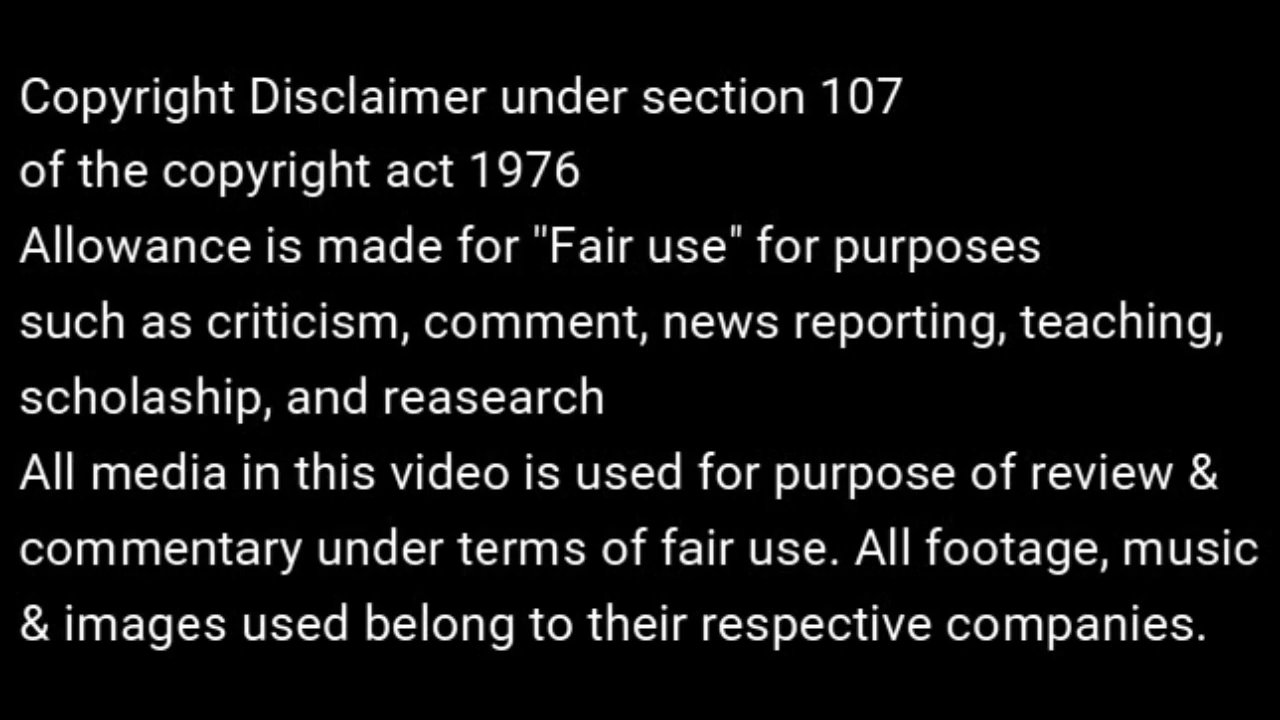 Copyright Disclaimer under section 107
of the copyright act 1976
Allowance is made for "Fair use" for purposes
such as criticism, comment, news reporting, teaching,
scholaship, and reasearch
All media in this video is used for purpose of review &
commentary under terms of fair use. All footage, music
& images used belong to their respective companies.